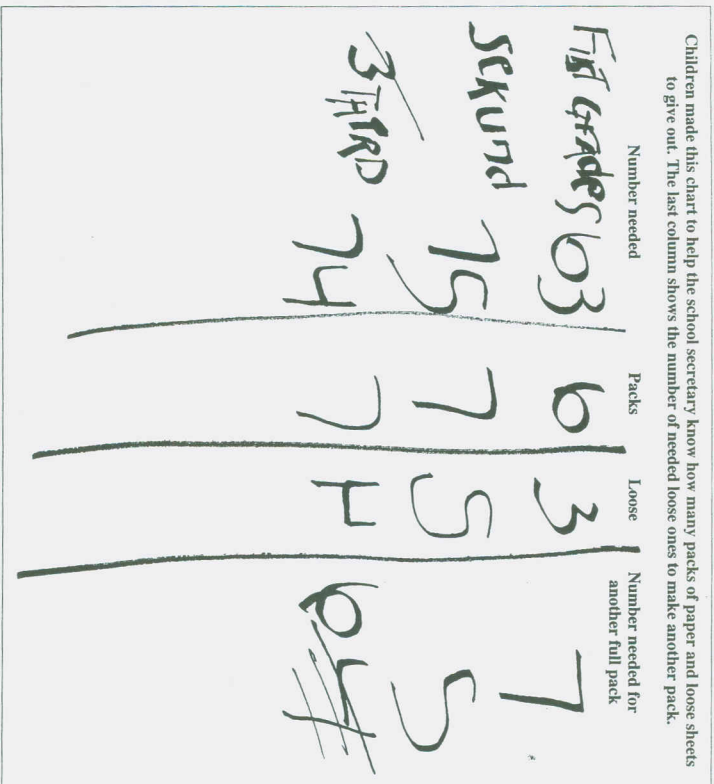 Children made this chart to help the school secretary know how many packs of paper and loose sheets
to give out. The last column shows the number of needed loose ones to make another pack.
Number needed Packs Loose Number needed for
another full pack
FIRST GrADES 63 6 3 7
SEKUnd 75 7 5 5
3 THIRD 74 7 4 6 4